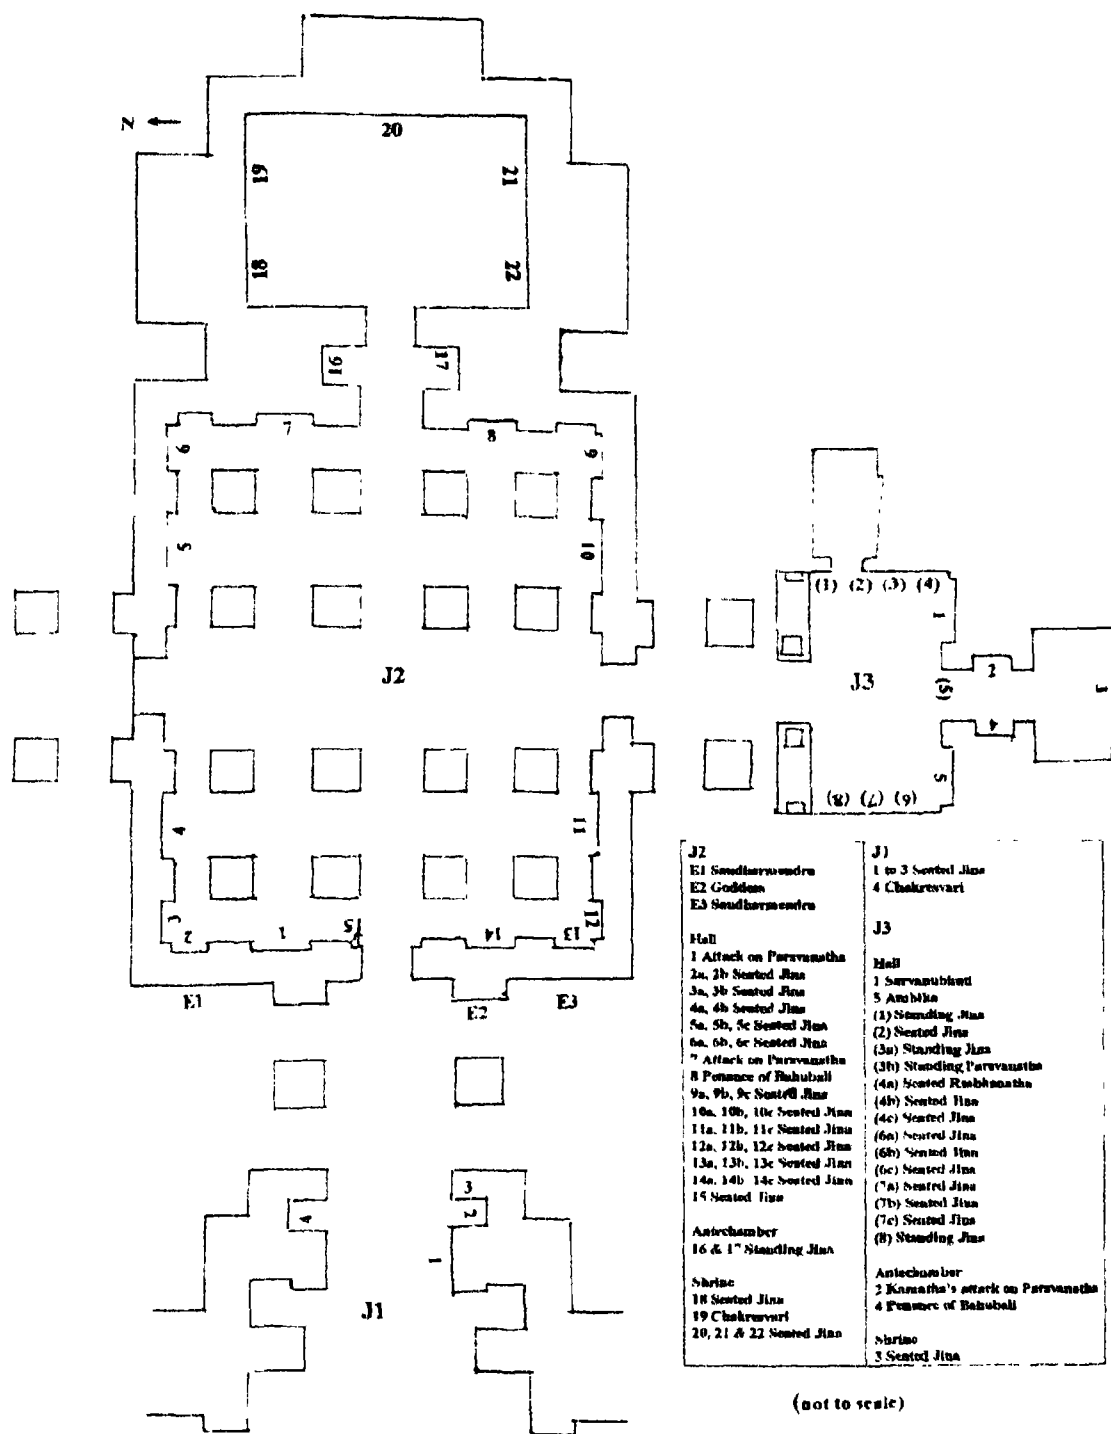 N
20
19
21
18
22
16
17
7
8
6
9
5
10
J2
4
11
3
2
1
15
14
13
12
E1
E2
E3
3
4
2
1
J1
(1) (2) (3) (4)
1
J3
(5)
2
3
4
5
(8) (7) (6)
J2
E1 Saudharmendra
E2 Goddess
E3 Saudharmendra
Hall
1 Attack on Parsvanatha
2a, 2b Seated Jina
3a, 3b Seated Jina
4a, 4b Seated Jina
5a, 5b, 5c Seated Jina
6a, 6b, 6c Seated Jina
7 Attack on Parsvanatha
8 Penance of Bahubali
9a, 9b, 9c Seated Jina
10a, 10b, 10c Seated Jina
11a, 11b, 11c Seated Jina
12a, 12b, 12c Seated Jina
13a, 13b, 13c Seated Jina
14a, 14b 14c Seated Jina
15 Seated Jina
Antechamber
16 & 17 Standing Jina
Shrine
18 Seated Jina
19 Chakresvari
20, 21 & 22 Seated Jina
J1
1 to 3 Seated Jina
4 Chakresvari
J3
Hall
1 Sarvanubhuti
5 Ambika
(1) Standing Jina
(2) Seated Jina
(3a) Standing Jina
(3b) Standing Parsvanatha
(4a) Seated Rsabhanatha
(4b) Seated Jina
(4c) Seated Jina
(6a) Seated Jina
(6b) Seated Jina
(6c) Seated Jina
(7a) Seated Jina
(7b) Seated Jina
(7c) Seated Jina
(8) Standing Jina
Antechamber
2 Kamatha's attack on Parsvanatha
4 Penance of Bahubali
Shrine
3 Seated Jina
(not to scale)